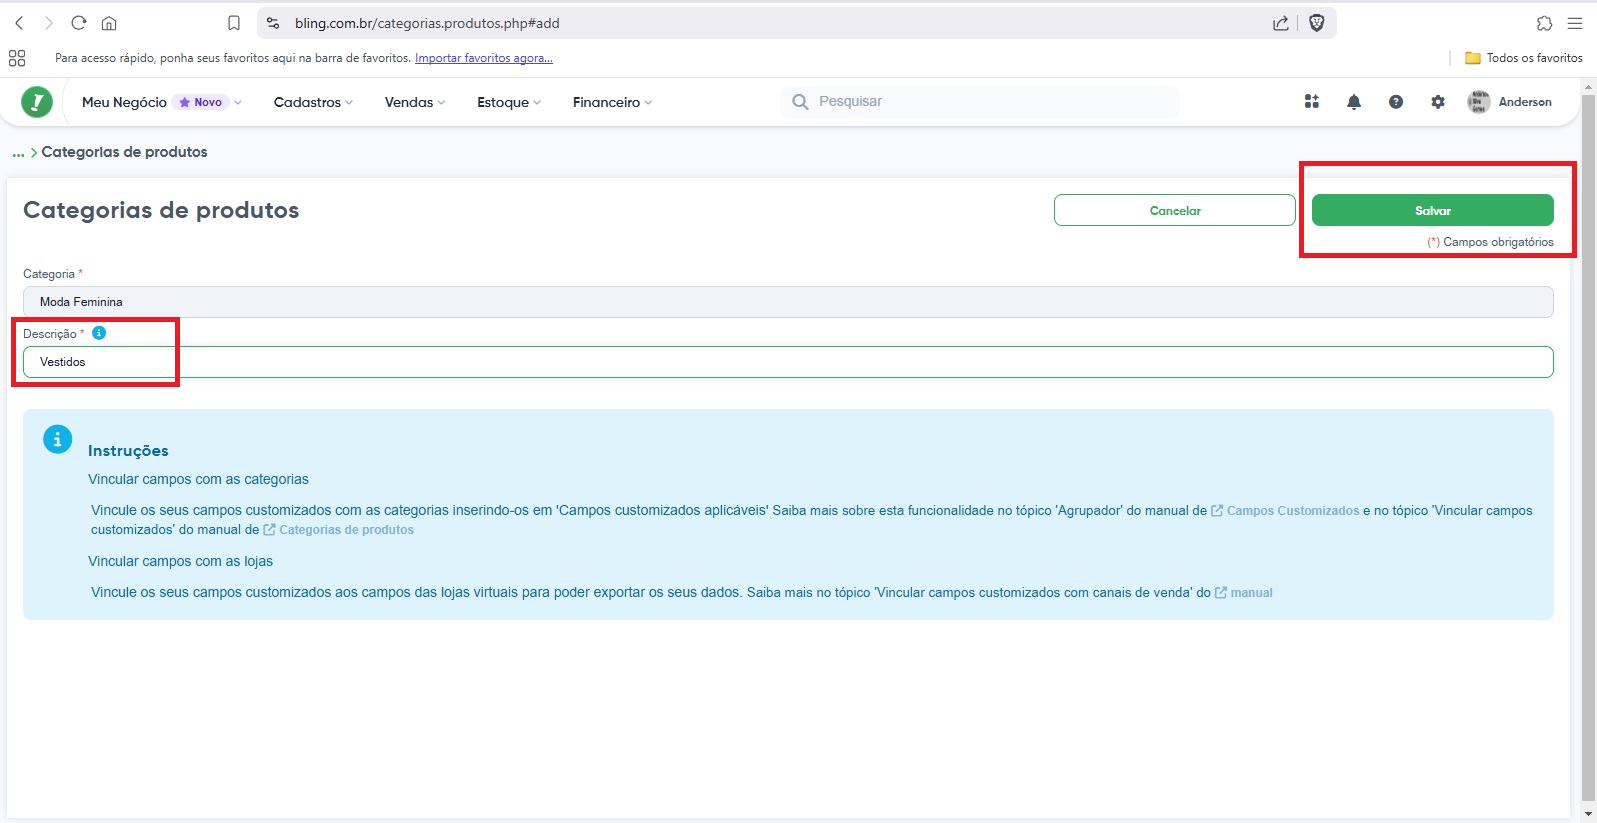 bling.com.br/categorias.produtos.php#add
Para acesso rápido, ponha seus favoritos aqui na barra de favoritos. Importar favoritos agora...
Todos os favoritos
Meu Negócio Novo Cadastros Vendas Estoque Financeiro Pesquisar Anderson
... > Categorias de produtos
Categorias de produtos
Cancelar
Salvar
(*) Campos obrigatórios
Categoria *
Moda Feminina
Descrição *
Vestidos
Instruções
Vincular campos com as categorias
Vincule os seus campos customizados com as categorias inserindo-os em 'Campos customizados aplicáveis' Saiba mais sobre esta funcionalidade no tópico 'Agrupador' do manual de Campos Customizados e no tópico 'Vincular campos
customizados' do manual de Categorias de produtos
Vincular campos com as lojas
Vincule os seus campos customizados aos campos das lojas virtuais para poder exportar os seus dados. Saiba mais no tópico 'Vincular campos customizados com canais de venda' do manual